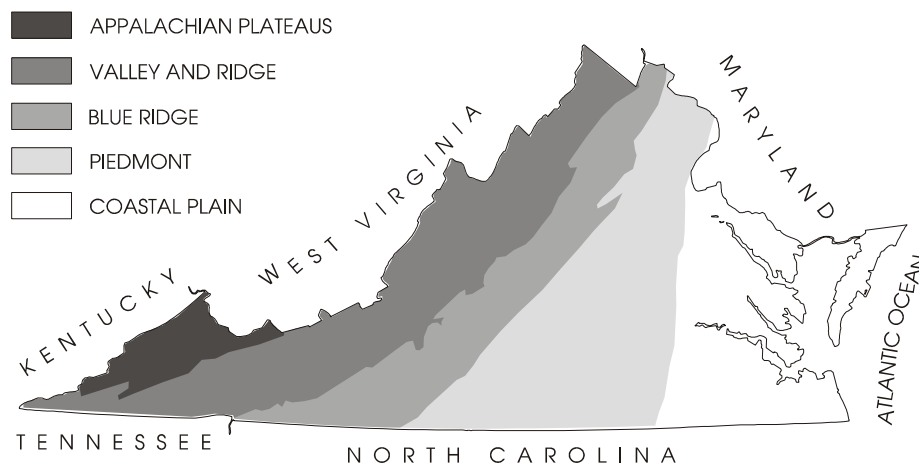 APPALACHIAN PLATEAUS
VALLEY AND RIDGE
BLUE RIDGE
PIEDMONT
COASTAL PLAIN
MARYLAND
WEST VIRGINIA
KENTUCKY
ATLANTIC OCEAN
TENNESSEE
NORTH CAROLINA